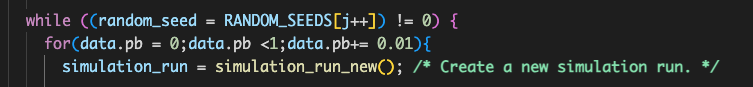 while ((random_seed = RANDOM_SEEDS[j++]) != 0) {
for(data.pb = 0;data.pb <1;data.pb+= 0.01){
simulation_run = simulation_run_new(); /* Create a new simulation run. */